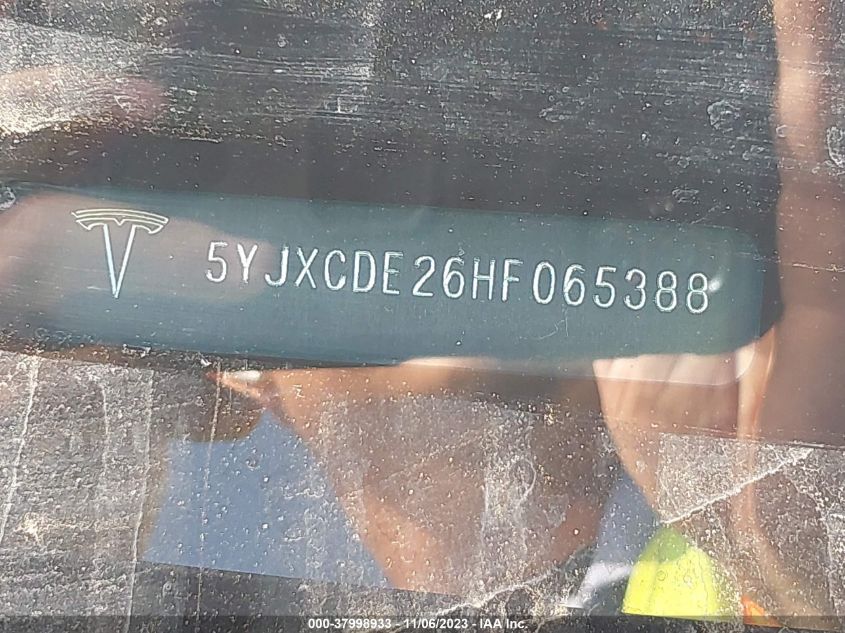 5YJXCDE26HF065388
000-37998933 - 11/06/2023 - IAA Inc.